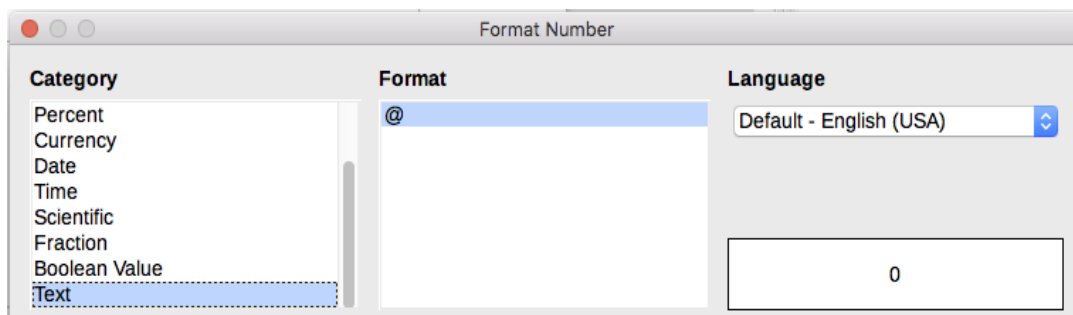 Format Number
Category
Percent
Currency
Date
Time
Scientific
Fraction
Boolean Value
Text
Format
@
Language
Default - English (USA)
0